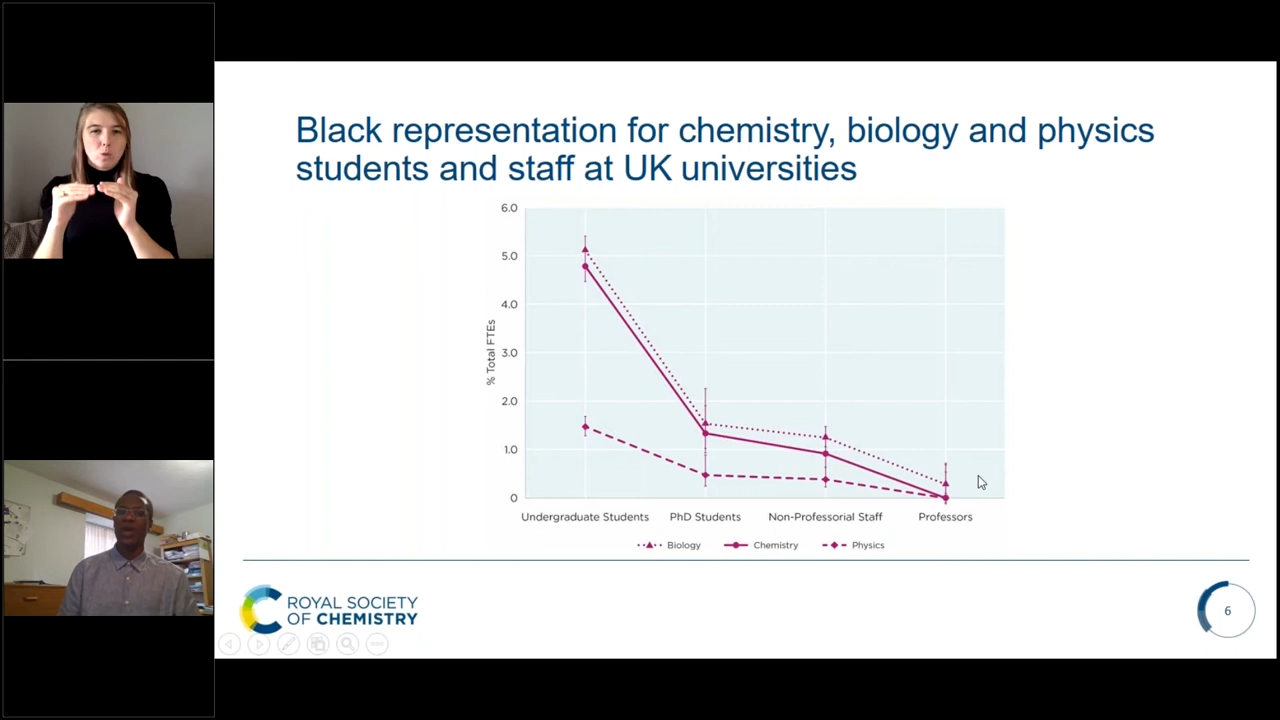 Black representation for chemistry, biology and physics
students and staff at UK universities
6.0
5.0
4.0
3.0
2.0
1.0
0
% Total FTEs
Undergraduate Students
PhD Students
Non-Professorial Staff
Professors
Biology
Chemistry
Physics
ROYAL SOCIETY
OF CHEMISTRY
6